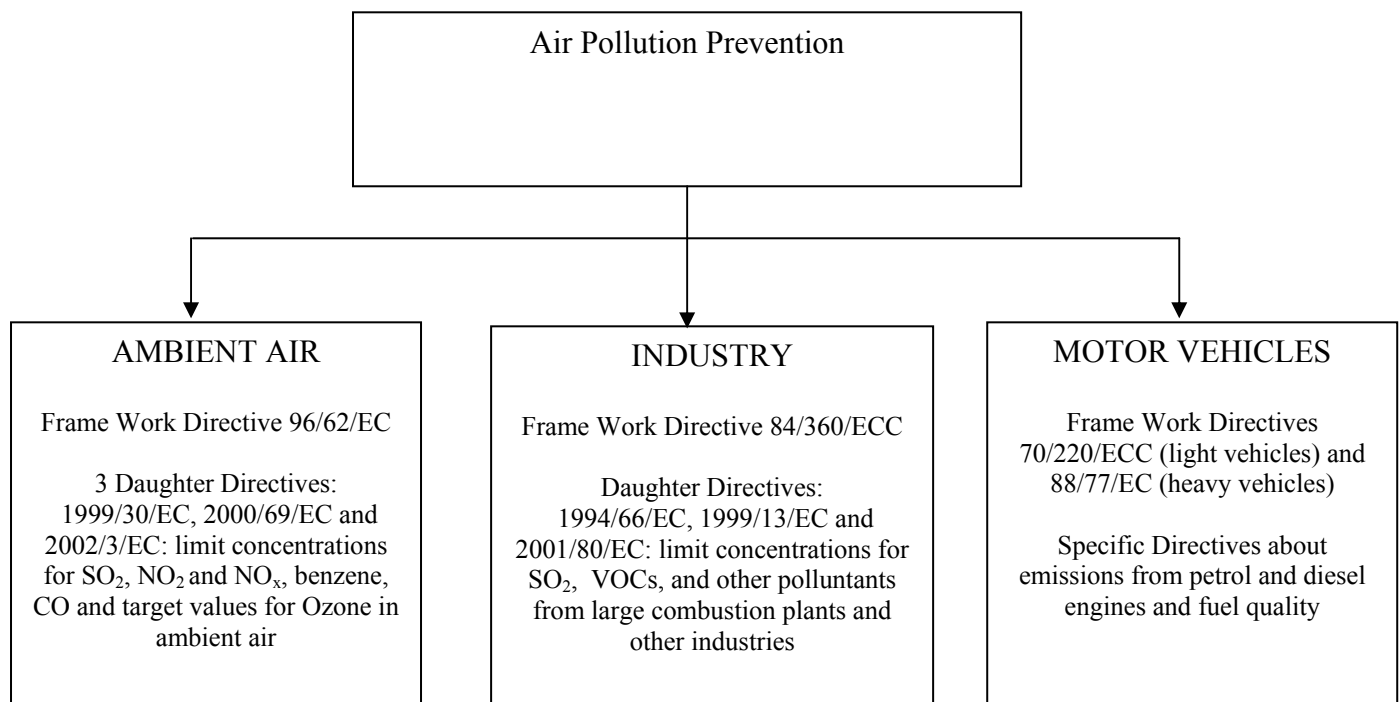 Air Pollution Prevention
AMBIENT AIR
Frame Work Directive 96/62/EC
3 Daughter Directives:
1999/30/EC, 2000/69/EC and
2002/3/EC: limit concentrations
for SO₂, NO₂ and NOₓ, benzene,
CO and target values for Ozone in
ambient air
INDUSTRY
Frame Work Directive 84/360/ECC
Daughter Directives:
1994/66/EC, 1999/13/EC and
2001/80/EC: limit concentrations for
SO₂, VOCs, and other polluntants
from large combustion plants and
other industries
MOTOR VEHICLES
Frame Work Directives
70/220/ECC (light vehicles) and
88/77/EC (heavy vehicles)
Specific Directives about
emissions from petrol and diesel
engines and fuel quality